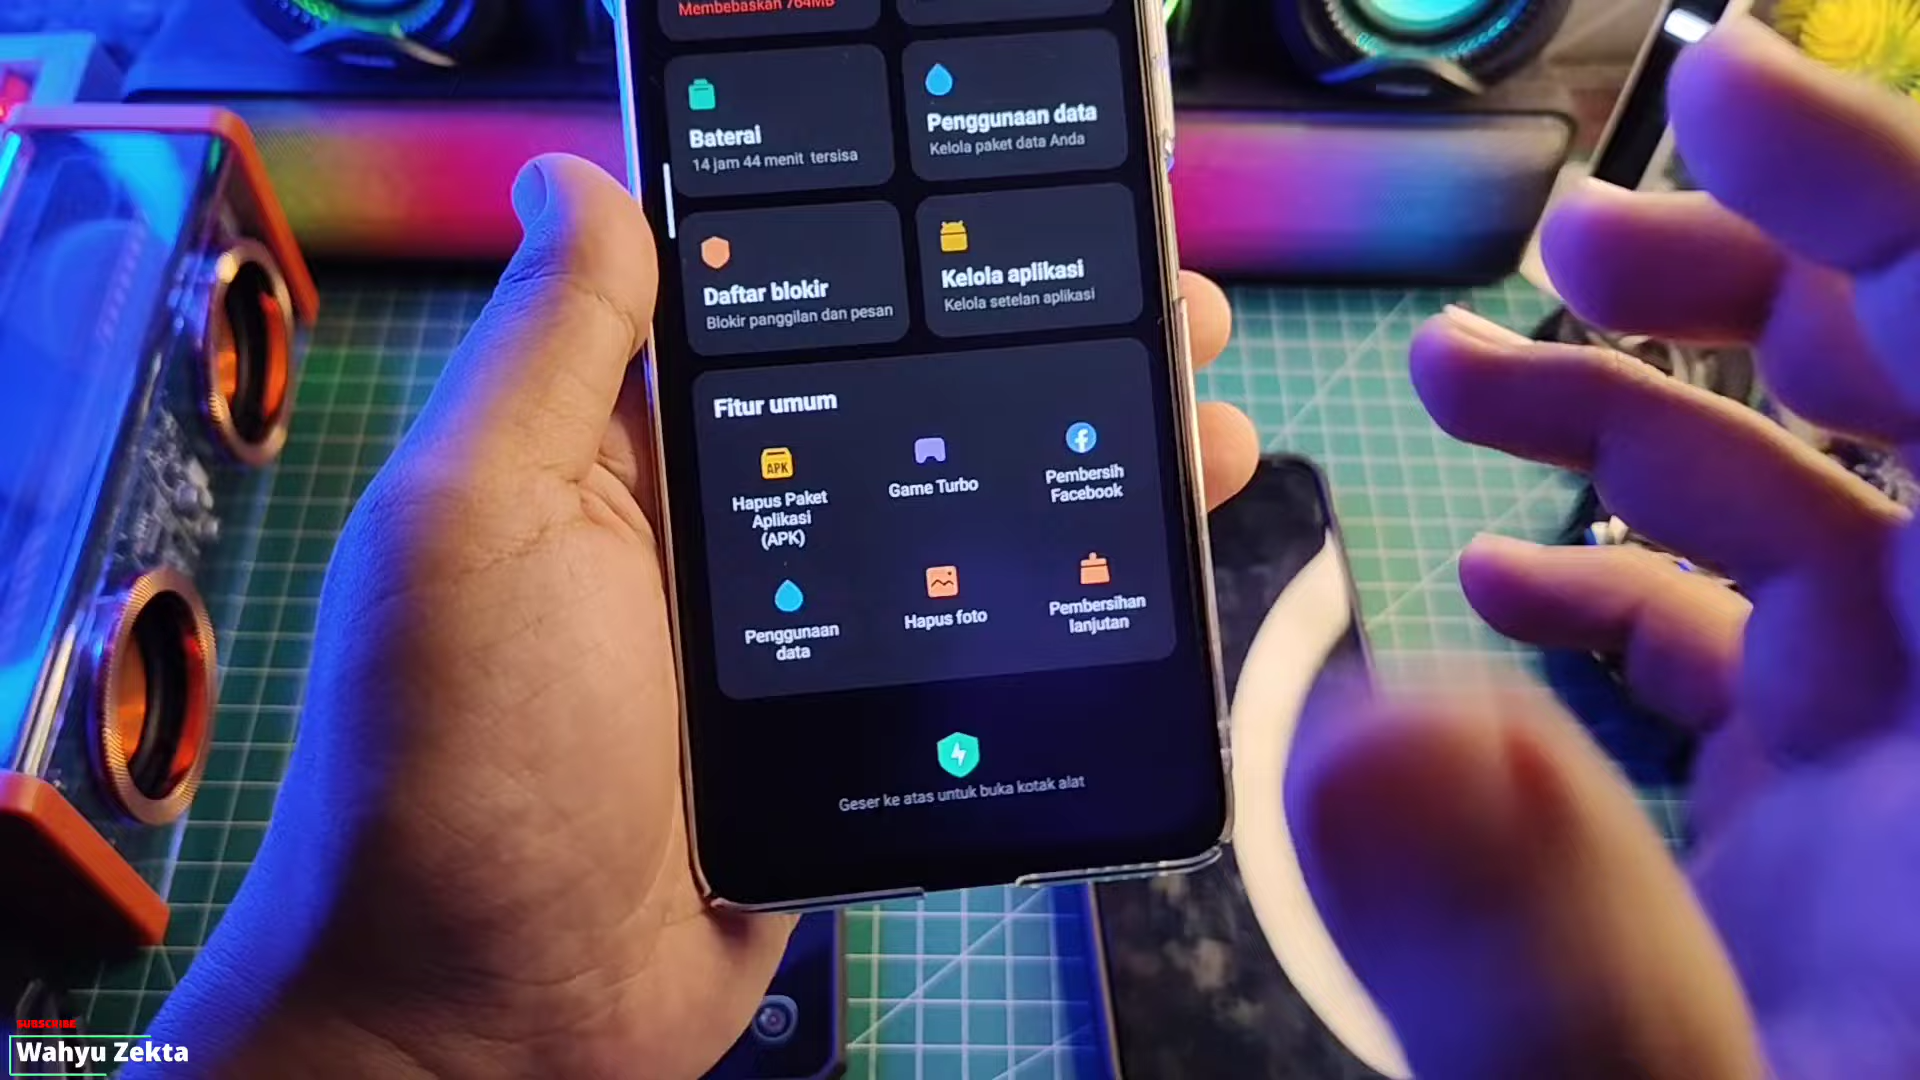 Membebaskan 764MB
Baterai
14 jam 44 menit tersisa
Penggunaan data
Kelola paket data Anda
Daftar blokir
Blokir panggilan dan pesan
Kelola aplikasi
Kelola setelan aplikasi
Fitur umum
APK
Hapus Paket
Aplikasi
(APK)
Game Turbo
Pembersih
Facebook
Penggunaan
data
Hapus foto
Pembersihan
lanjutan
Geser ke atas untuk buka kotak alat
SUBSCRIBE
Wahyu Zekta